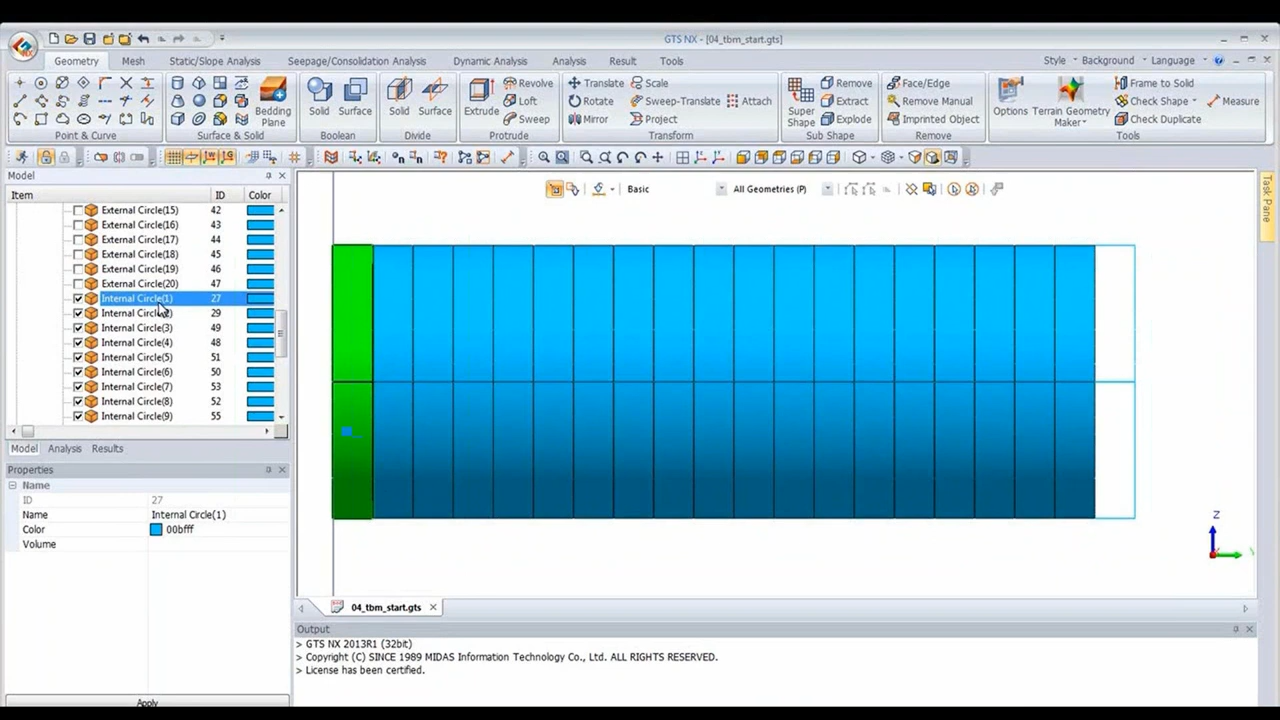 GTS NX - [04_tbm_start.gts]
Geometry Mesh Static/Slope Analysis Seepage/Consolidation Analysis Dynamic Analysis Analysis Result Tools Style Background Language
Revolve Translate Scale Remove Face/Edge Frame to Solid
Loft Rotate Sweep-Translate Attach Extract Remove Manual Check Shape Measure
Bedding Plane Solid Surface Solid Surface Extrude Sweep Mirror Project Super Shape Explode Imprinted Object Options Terrain Geometry Maker Check Duplicate
Point & Curve Surface & Solid Boolean Divide Protrude Transform Sub Shape Remove Tools
Model
Item ID Color
Basic All Geometries (P)
Task Pane
External Circle(15) 42
External Circle(16) 43
External Circle(17) 44
External Circle(18) 45
External Circle(19) 46
External Circle(20) 47
Internal Circle(1) 27
Internal Circle(2) 29
Internal Circle(3) 49
Internal Circle(4) 48
Internal Circle(5) 51
Internal Circle(6) 50
Internal Circle(7) 53
Internal Circle(8) 52
Internal Circle(9) 55
Model Analysis Results
Properties
Name
ID 27
Name Internal Circle(1)
Color 00bfff
Volume
Apply
Z
04_tbm_start.gts
Output
> GTS NX 2013R1 (32bit)
> Copyright (C) SINCE 1989 MIDAS Information Technology Co., Ltd. ALL RIGHTS RESERVED.
> License has been certified.